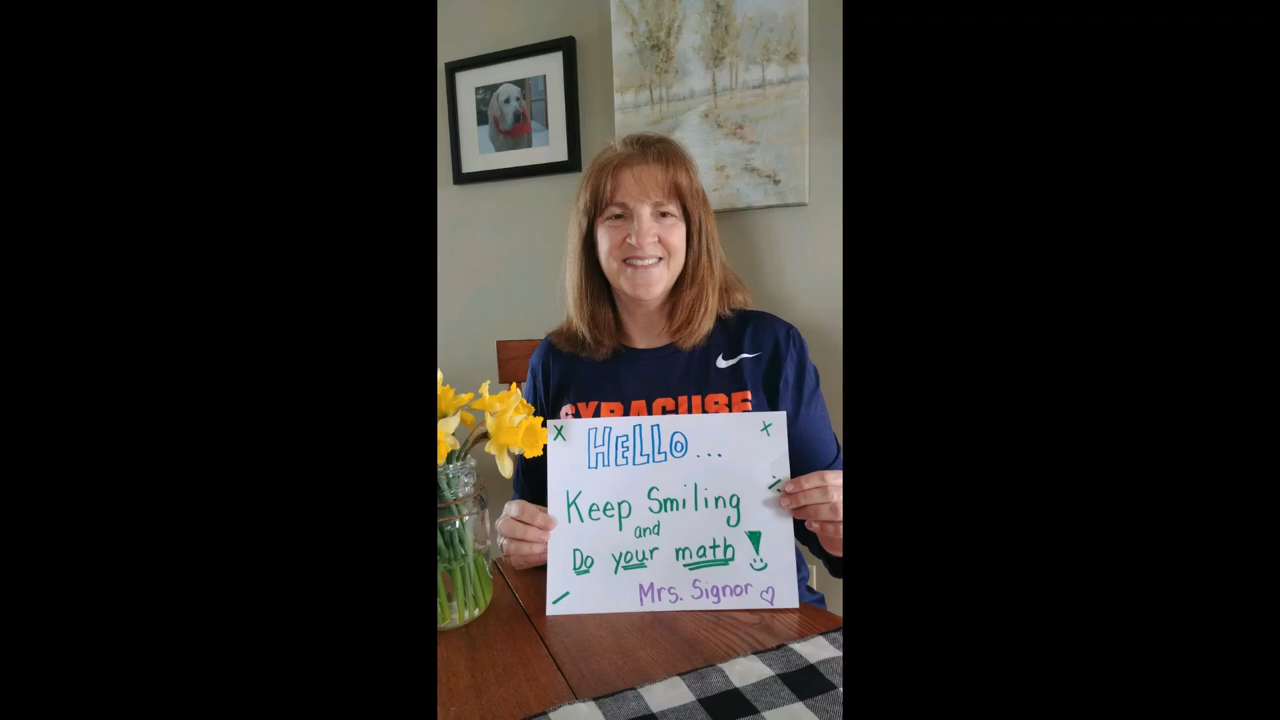 SYRACUSE
HELLO...
Keep Smiling
and
Do your math!
Mrs. Signor